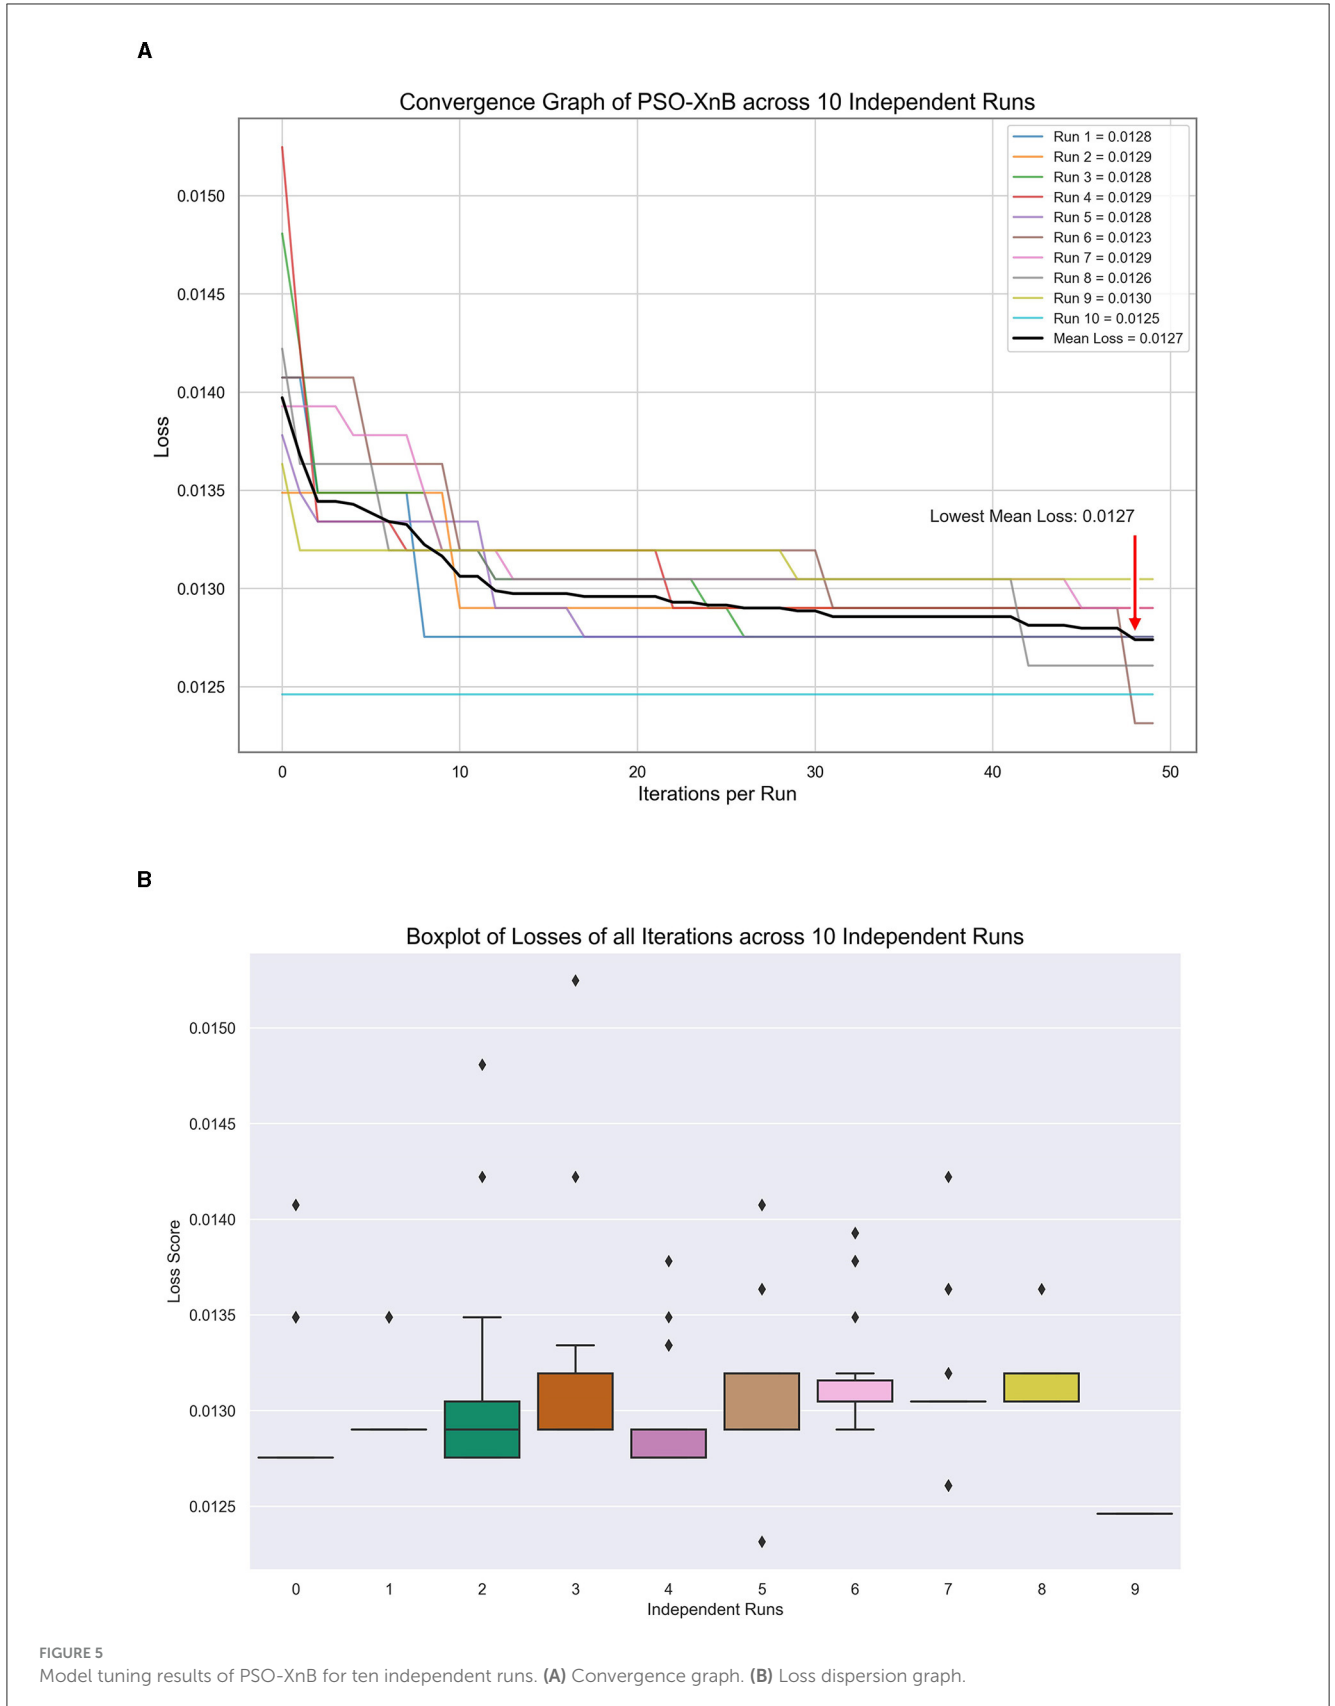 A
Convergence Graph of PSO-XnB across 10 Independent Runs
Run 1 = 0.0128
Run 2 = 0.0129
Run 3 = 0.0128
Run 4 = 0.0129
Run 5 = 0.0128
Run 6 = 0.0123
Run 7 = 0.0129
Run 8 = 0.0126
Run 9 = 0.0130
Run 10 = 0.0125
Mean Loss = 0.0127
0.0150
0.0145
0.0140
0.0135
0.0130
0.0125
Loss
Lowest Mean Loss: 0.0127
0 10 20 30 40 50
Iterations per Run
B
Boxplot of Losses of all Iterations across 10 Independent Runs
0.0150
0.0145
0.0140
0.0135
0.0130
0.0125
Loss Score
0 1 2 3 4 5 6 7 8 9
Independent Runs
FIGURE 5
Model tuning results of PSO-XnB for ten independent runs. (A) Convergence graph. (B) Loss dispersion graph.